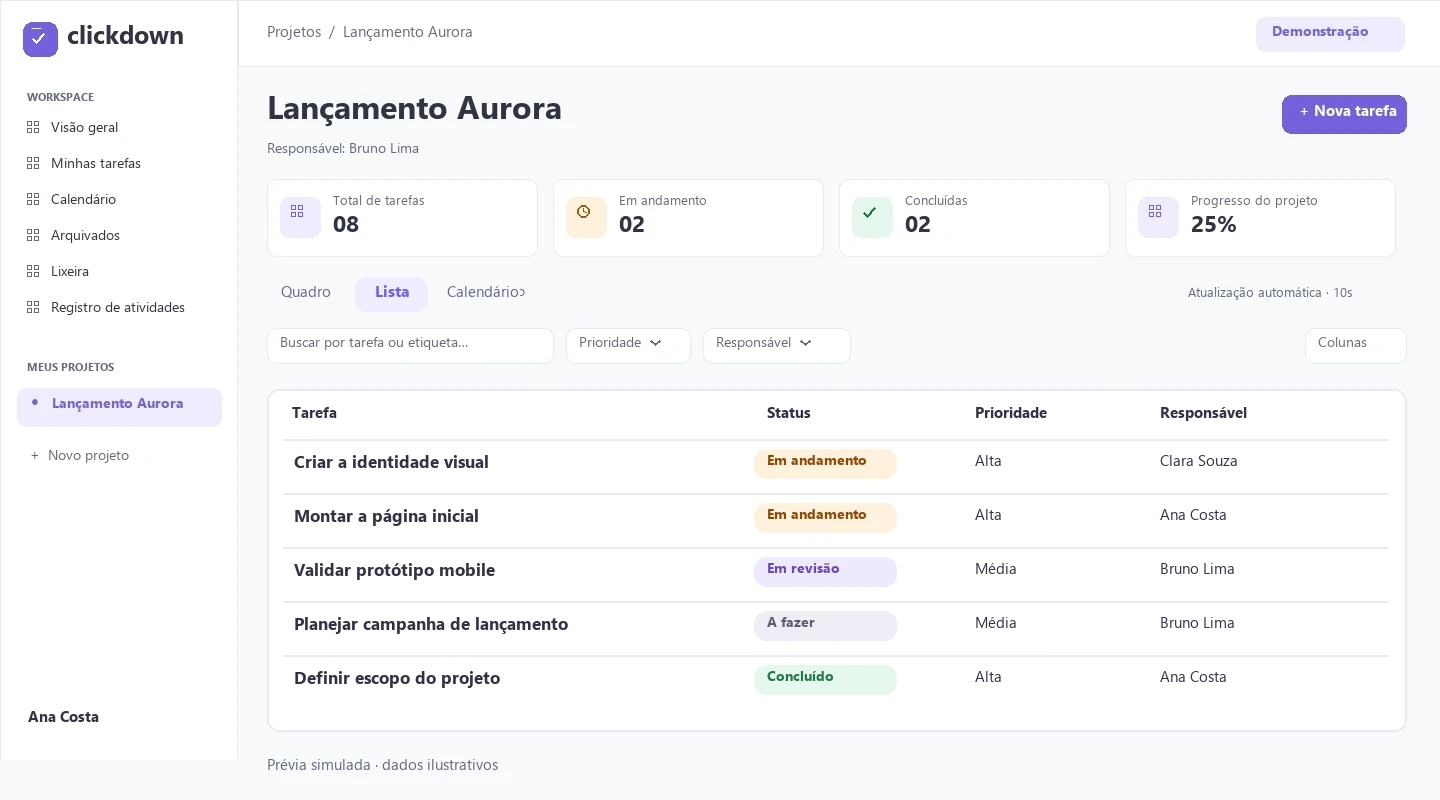 clickdown
Projetos / Lançamento Aurora
Demonstração
WORKSPACE
Visão geral
Minhas tarefas
Calendário
Arquivados
Lixeira
Registro de atividades
MEUS PROJETOS
• Lançamento Aurora
+ Novo projeto
Ana Costa
Lançamento Aurora
+ Nova tarefa
Responsável: Bruno Lima
Total de tarefas
08
Em andamento
02
Concluídas
02
Progresso do projeto
25%
Quadro Lista Calendário›
Atualização automática · 10s
Buscar por tarefa ou etiqueta... Prioridade Responsável Colunas
Tarefa Status Prioridade Responsável
Criar a identidade visual Em andamento Alta Clara Souza
Montar a página inicial Em andamento Alta Ana Costa
Validar protótipo mobile Em revisão Média Bruno Lima
Planejar campanha de lançamento A fazer Média Bruno Lima
Definir escopo do projeto Concluído Alta Ana Costa
Prévia simulada · dados ilustrativos